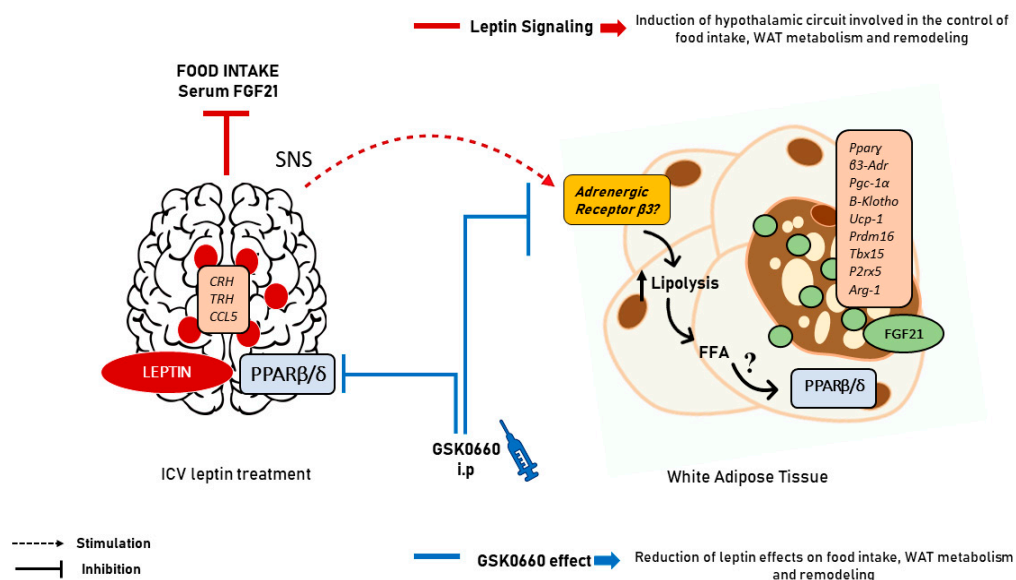 Leptin Signaling
Induction of hypothalamic circuit involved in the control of
food intake, WAT metabolism and remodeling
FOOD INTAKE
Serum FGF21
SNS
CRH
TRH
CCL5
LEPTIN
PPARβ/δ
ICV leptin treatment
GSK0660
i.p
Adrenergic
Receptor β3?
Lipolysis
FFA
?
PPARβ/δ
Pparɣ
β3-Adr
Pgc-1α
B-Klotho
Ucp-1
Prdm16
Tbx15
P2rx5
Arg-1
FGF21
White Adipose Tissue
Stimulation
Inhibition
GSK0660 effect
Reduction of leptin effects on food intake, WAT metabolism
and remodeling